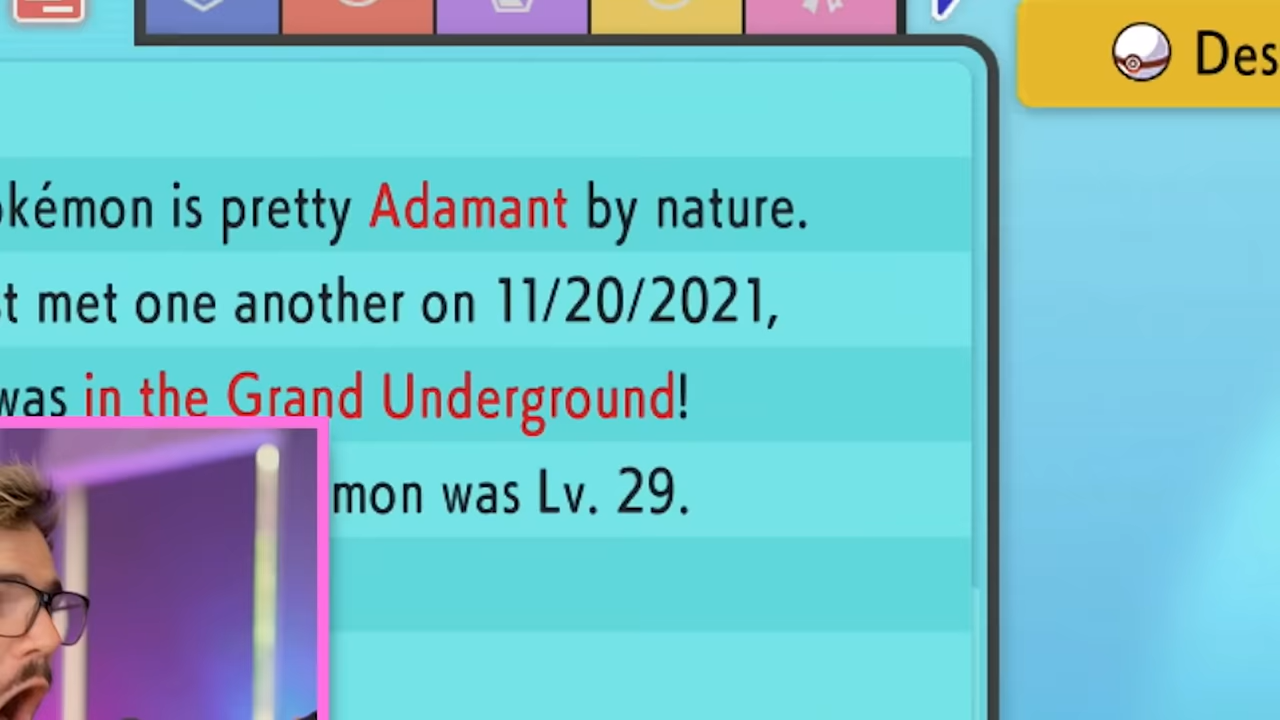 Des
okémon is pretty Adamant by nature.
st met one another on 11/20/2021,
was in the Grand Underground!
mon was Lv. 29.